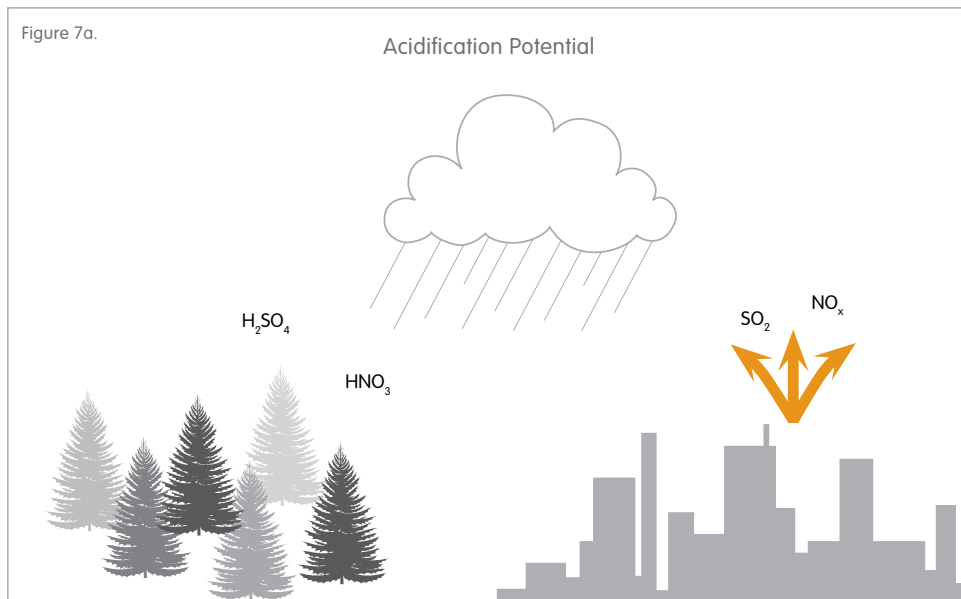 Figure 7a.
Acidification Potential
NOₓ
SO₂
H₂SO₄
HNO₃